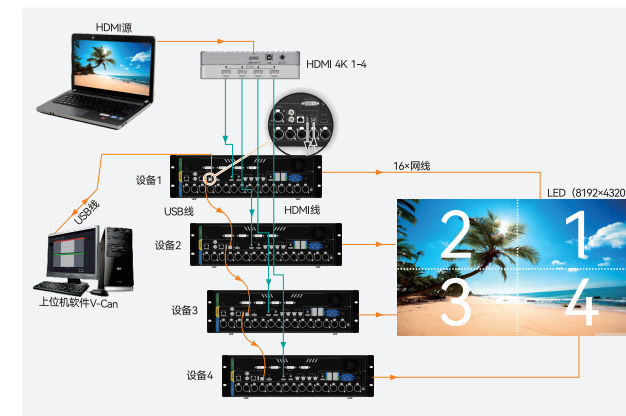 HDMI源
HDMI 4K 1-4
设备1
16×网线
USB线
USB线
HDMI线
LED（8192×4320
设备2
2
1
上位机软件V-Can
设备3
3
4
设备4